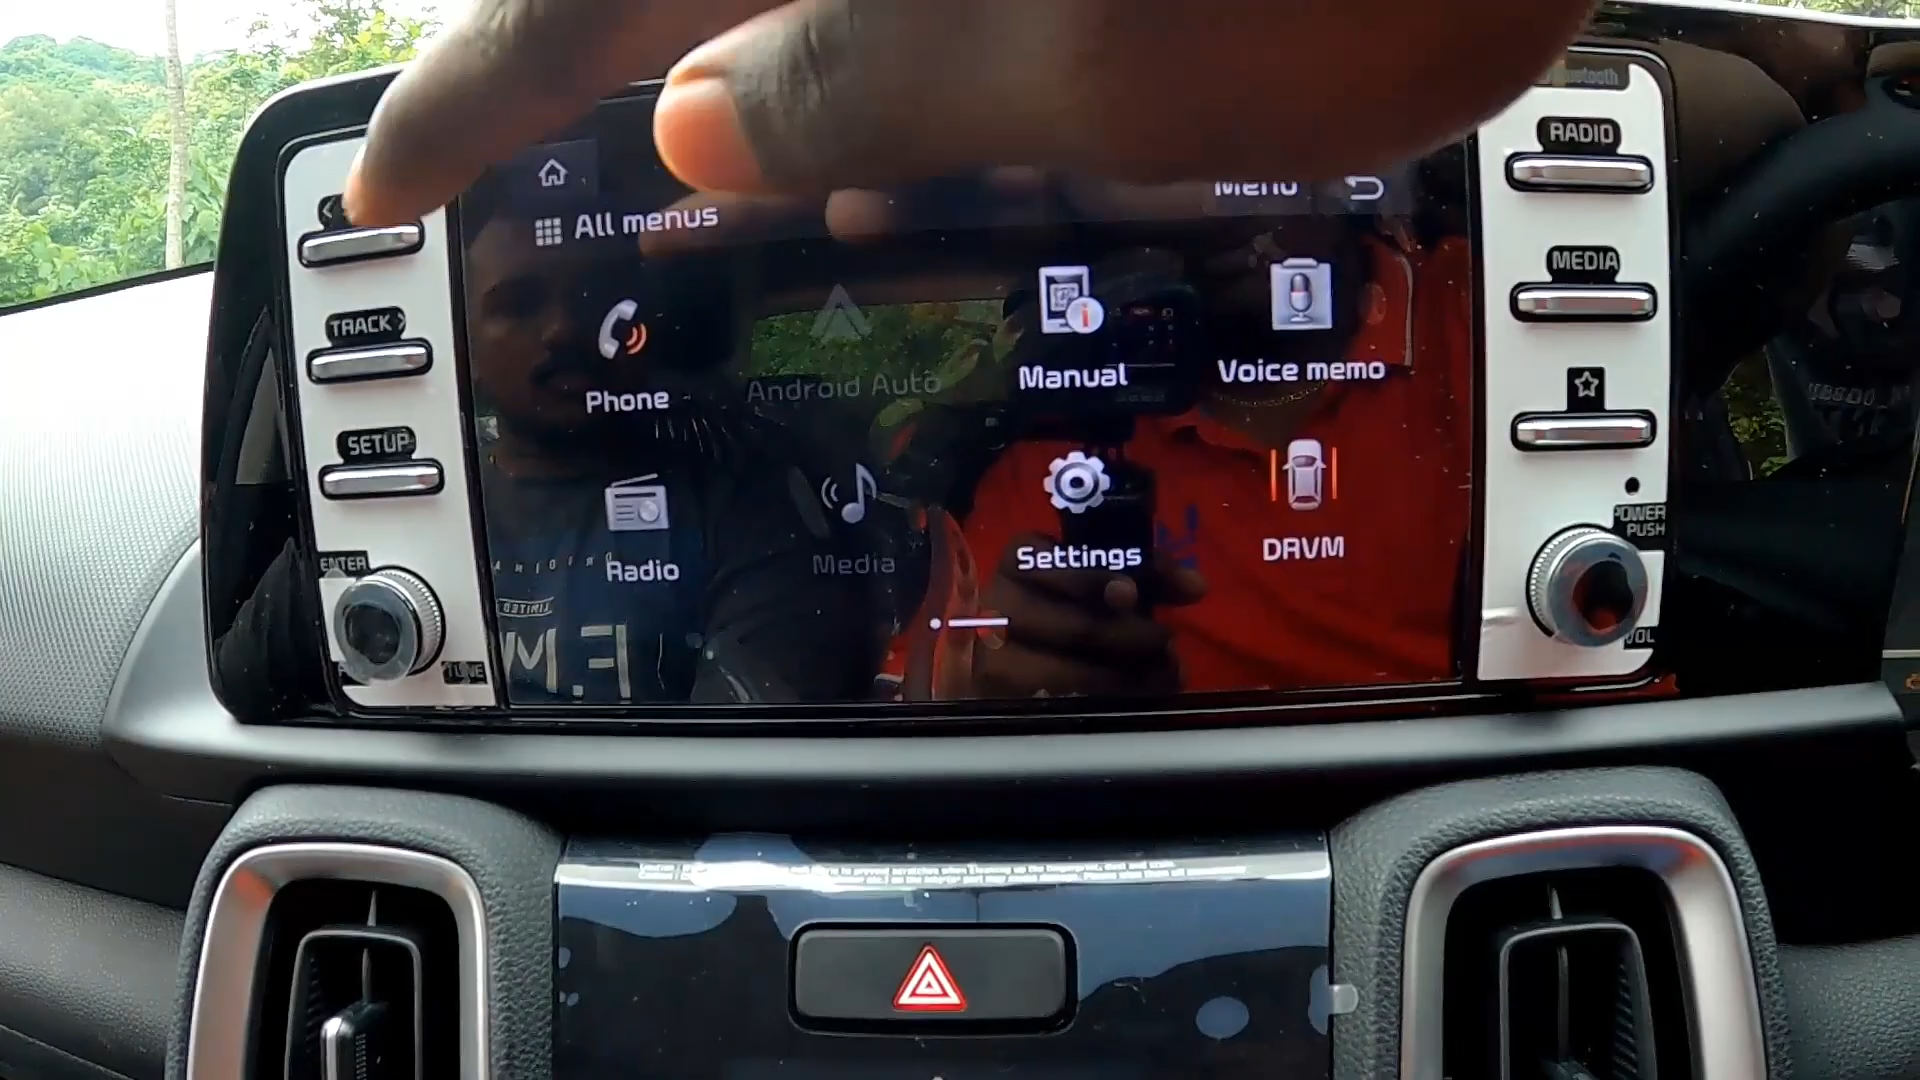 RADIO
Menu
All menus
MEDIA
TRACK >
Phone
Android Auto
Manual
Voice memo
SETUP
Radio
Media
Settings
DRVM
POWER
PUSH
ENTER
LIMITED
VOL
TUNE